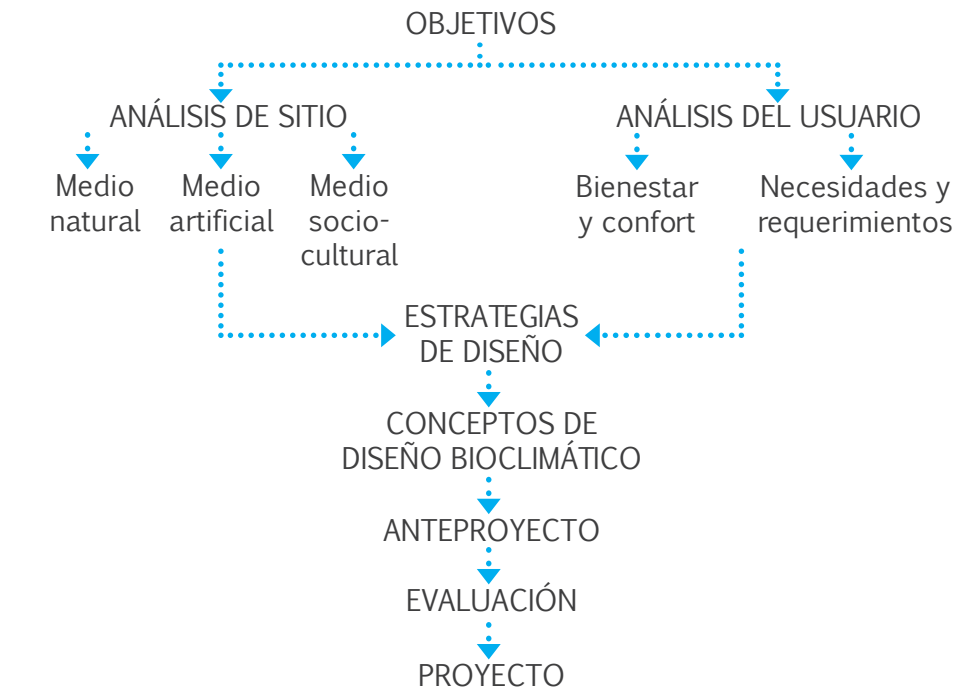 OBJETIVOS
ANÁLISIS DE SITIO
ANÁLISIS DEL USUARIO
Medio
natural
Medio
artificial
Medio
socio-
cultural
Bienestar
y confort
Necesidades y
requerimientos
ESTRATEGIAS
DE DISEÑO
CONCEPTOS DE
DISEÑO BIOCLIMÁTICO
ANTEPROYECTO
EVALUACIÓN
PROYECTO